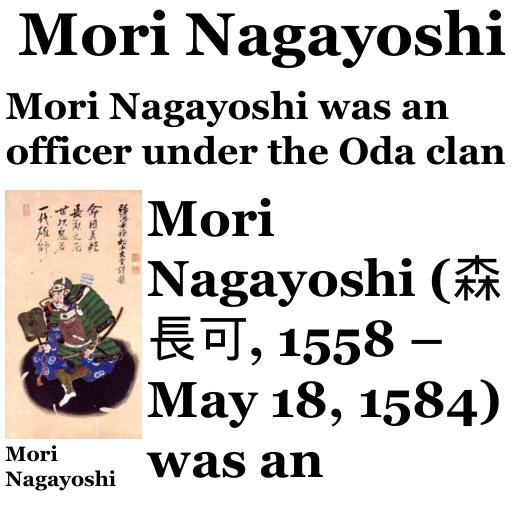 Mori Nagayoshi
Mori Nagayoshi was an
officer under the Oda clan
Mori
Nagayoshi (森
長可, 1558 –
May 18, 1584)
was an
Mori
Nagayoshi